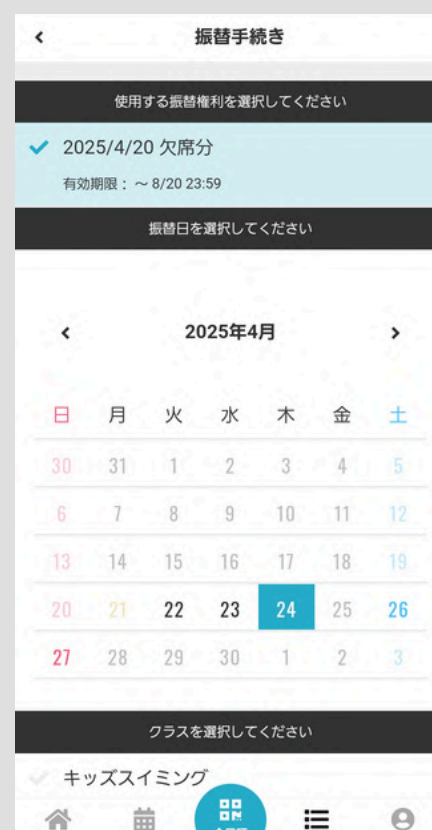 振替手続き
使用する振替権利を選択してください
2025/4/20 欠席分
有効期限：～ 8/20 23:59
振替日を選択してください
2025年4月
日 月 火 水 木 金 土
30 31 1 2 3 4 5
6 7 8 9 10 11 12
13 14 15 16 17 18 19
20 21 22 23 24 25 26
27 28 29 30 1 2 3
クラスを選択してください
キッズスイミング